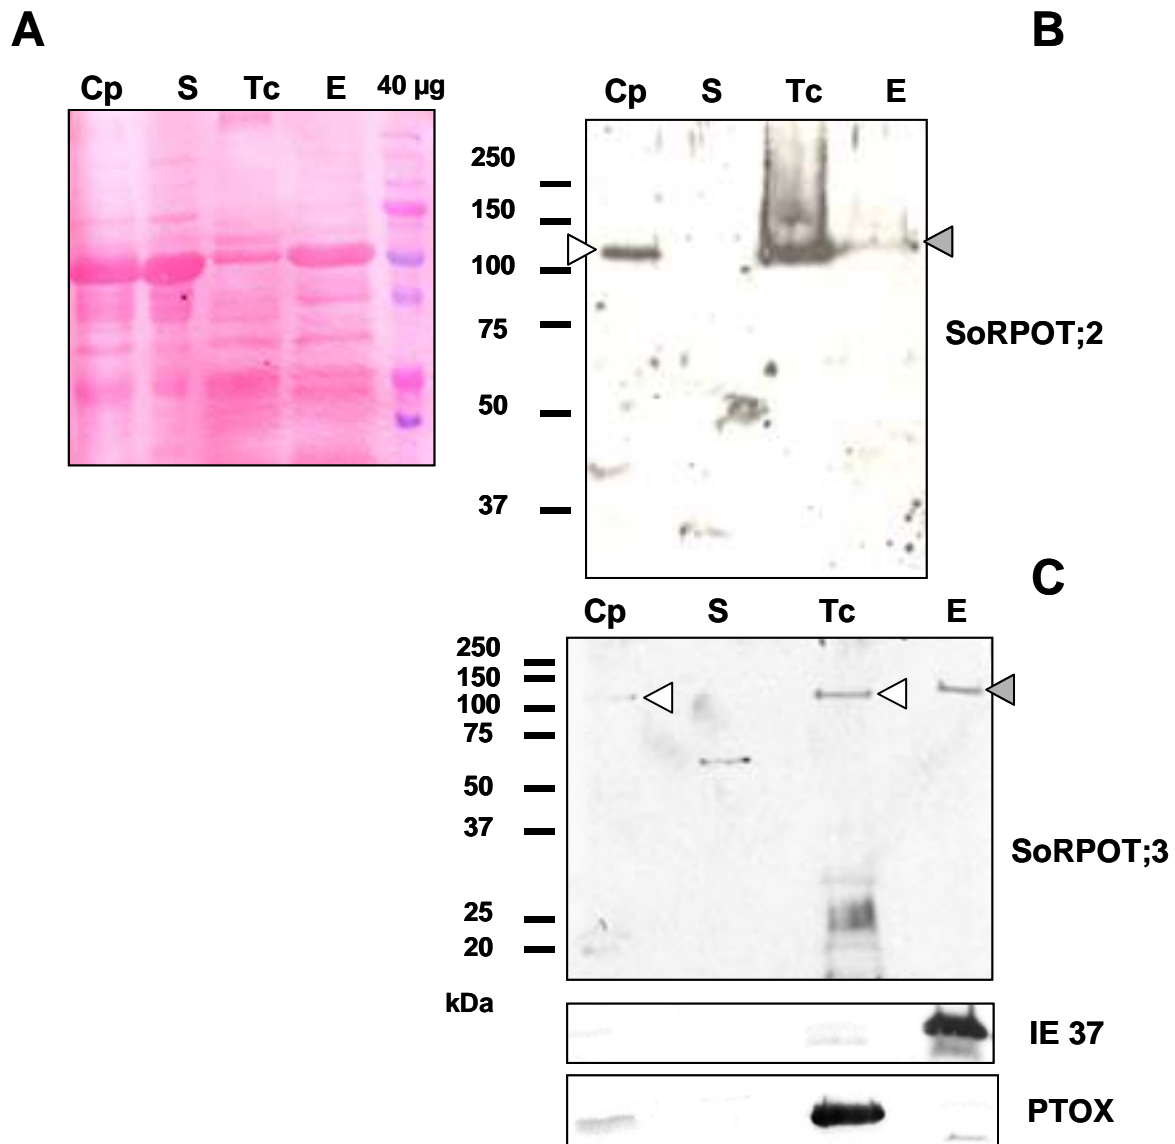 A
B
Cp S Tc E 40 µg
Cp S Tc E
250
150
100
75
50
37
SoRPOT;2
C
Cp S Tc E
250
150
100
75
50
37
25
20
kDa
SoRPOT;3
IE 37
PTOX